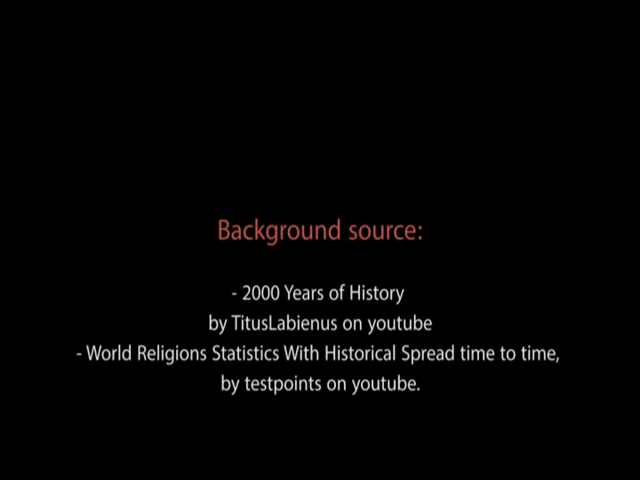 Background source:
- 2000 Years of History
by TitusLabienus on youtube
- World Religions Statistics With Historical Spread time to time,
by testpoints on youtube.